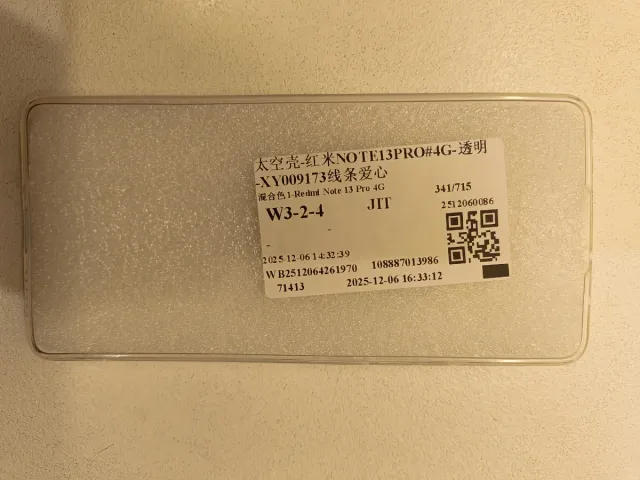 太空壳-红米NOTE13PRO#4G-透明
-XY009173线条爱心
混合色1-Redmi Note 13 Pro 4G 341/715
W3-2-4 JIT 2512060086
- -
2025-12-06 14:32:39
WB2512064261970 108887013986
71413 2025-12-06 16:33:12